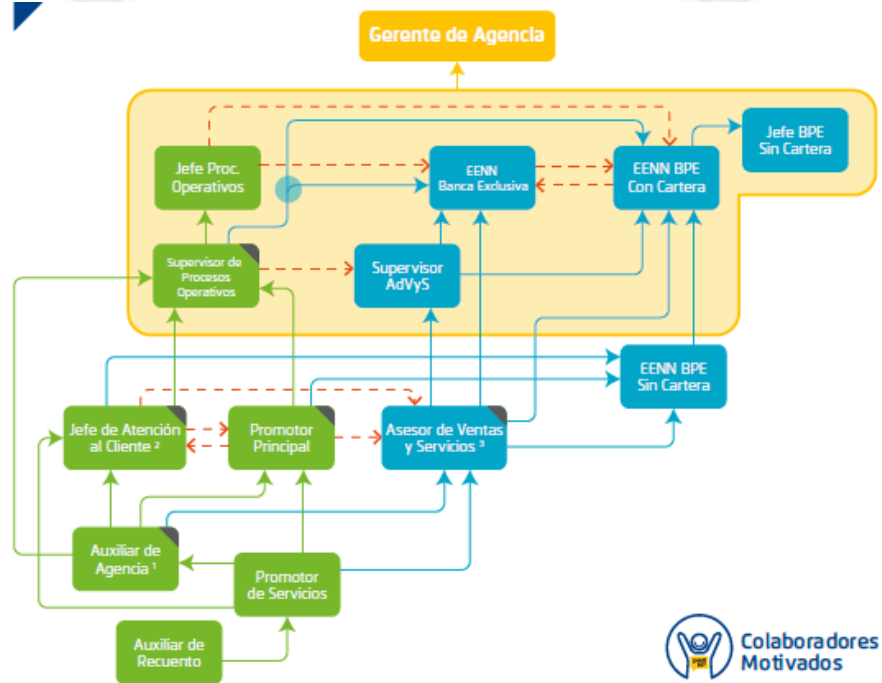 Gerente de Agencia
Jefe BPE
Sin Cartera
Jefe Proc.
Operativos
EENN
Banca Exclusiva
EENN BPE
Con Cartera
Supervisor de
Procesos
Operativos
Supervisor
AdVyS
EENN BPE
Sin Cartera
Jefe de Atención
al Cliente ²
Promotor
Principal
Asesor de Ventas
y Servicios ³
Auxiliar de
Agencia ¹
Promotor
de Servicios
Auxiliar de
Recuento
Colaboradores
Motivados